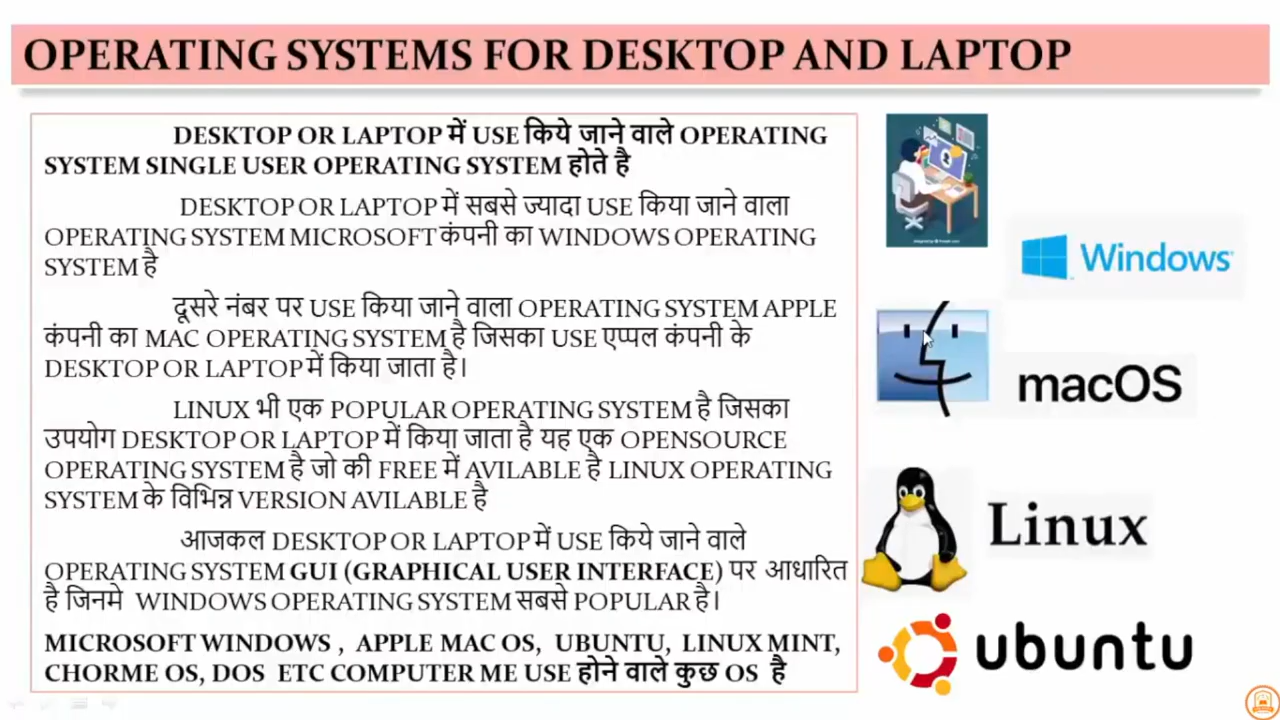 OPERATING SYSTEMS FOR DESKTOP AND LAPTOP
DESKTOP OR LAPTOP में USE किये जाने वाले OPERATING
SYSTEM SINGLE USER OPERATING SYSTEM होते है
DESKTOP OR LAPTOP में सबसे ज्यादा USE किया जाने वाला
OPERATING SYSTEM MICROSOFT कंपनी का WINDOWS OPERATING
SYSTEM है
दूसरे नंबर पर USE किया जाने वाला OPERATING SYSTEM APPLE
कंपनी का MAC OPERATING SYSTEM है जिसका USE एप्पल कंपनी के
DESKTOP OR LAPTOP में किया जाता है।
LINUX भी एक POPULAR OPERATING SYSTEM है जिसका
उपयोग DESKTOP OR LAPTOP में किया जाता है यह एक OPENSOURCE
OPERATING SYSTEM है जो की FREE में AVILABLE है LINUX OPERATING
SYSTEM के विभिन्न VERSION AVILABLE है
आजकल DESKTOP OR LAPTOP में USE किये जाने वाले
OPERATING SYSTEM GUI (GRAPHICAL USER INTERFACE) पर आधारित
है जिनमे WINDOWS OPERATING SYSTEM सबसे POPULAR है।
MICROSOFT WINDOWS , APPLE MAC OS, UBUNTU, LINUX MINT,
CHORME OS, DOS ETC COMPUTER ME USE होने वाले कुछ OS है
Windows
macOS
Linux
ubuntu